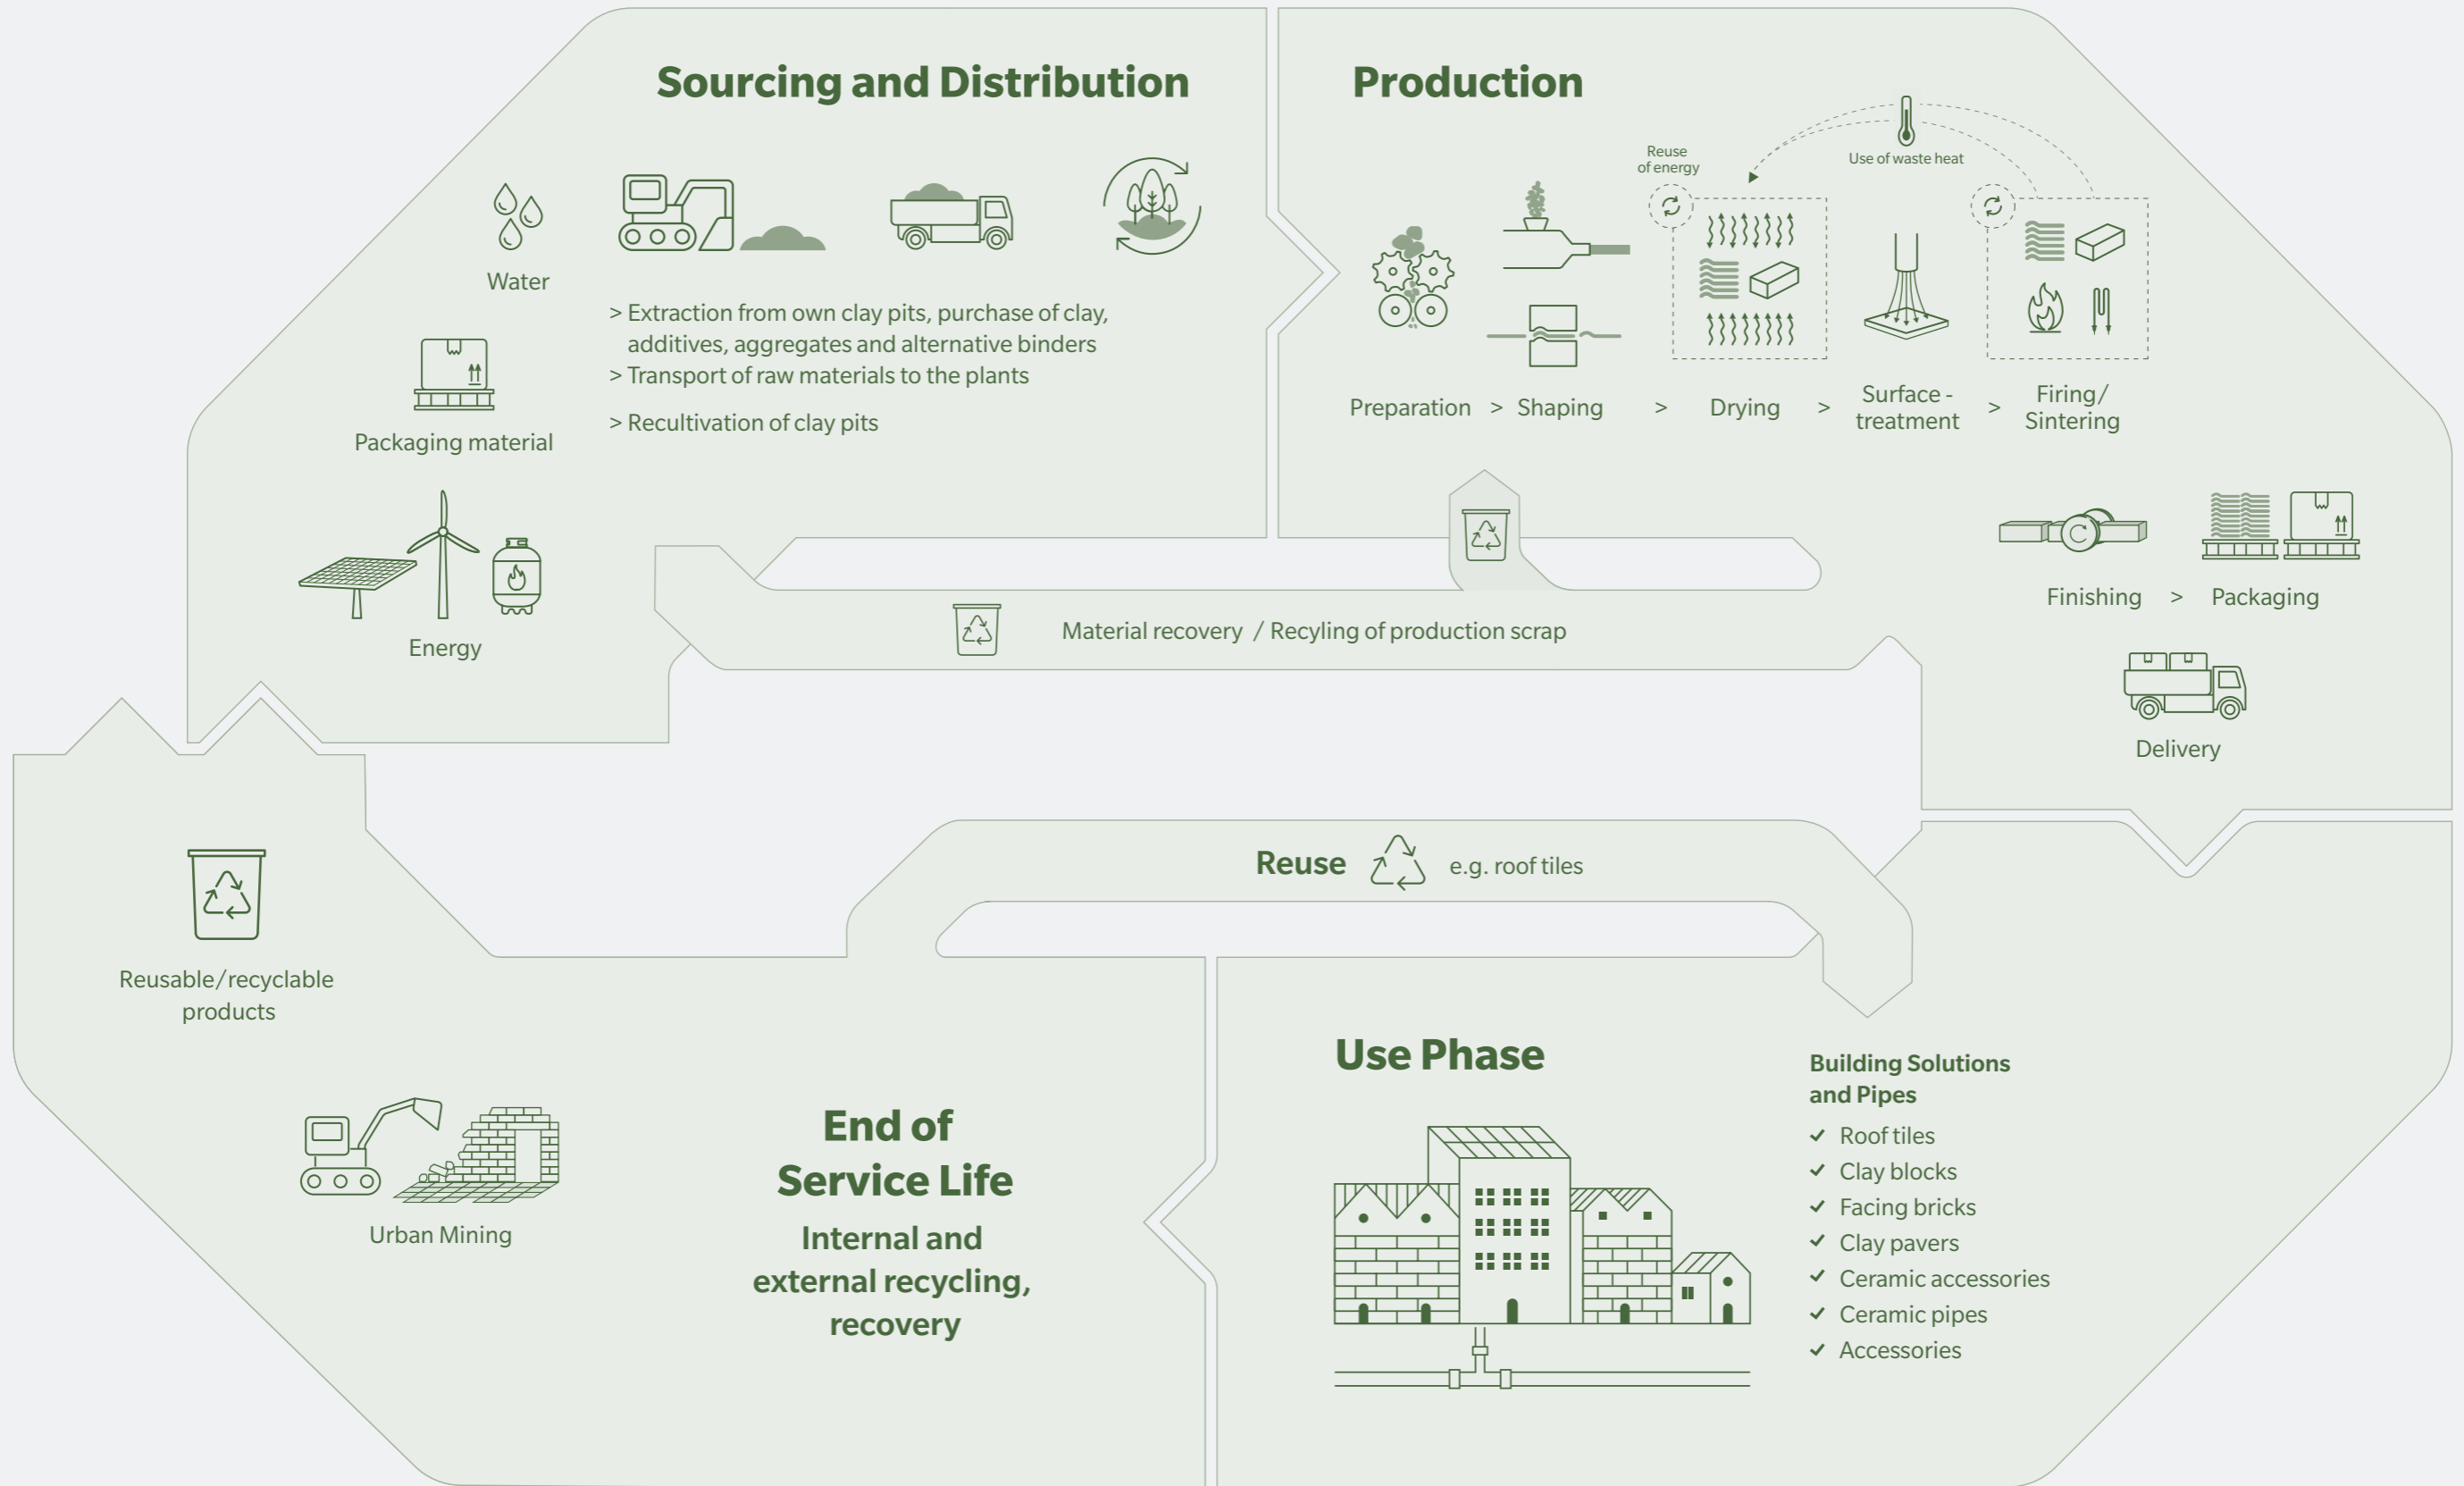 Sourcing and Distribution
Water
Packaging material
Energy
> Extraction from own clay pits, purchase of clay,
additives, aggregates and alternative binders
> Transport of raw materials to the plants
> Recultivation of clay pits
Production
Reuse
of energy
Use of waste heat
Preparation > Shaping > Drying > Surface - treatment > Firing/ Sintering
Finishing > Packaging
Delivery
Material recovery / Recyling of production scrap
Reuse e.g. roof tiles
Reusable/recyclable
products
Urban Mining
End of
Service Life
Internal and
external recycling,
recovery
Use Phase
Building Solutions
and Pipes
Roof tiles
Clay blocks
Facing bricks
Clay pavers
Ceramic accessories
Ceramic pipes
Accessories